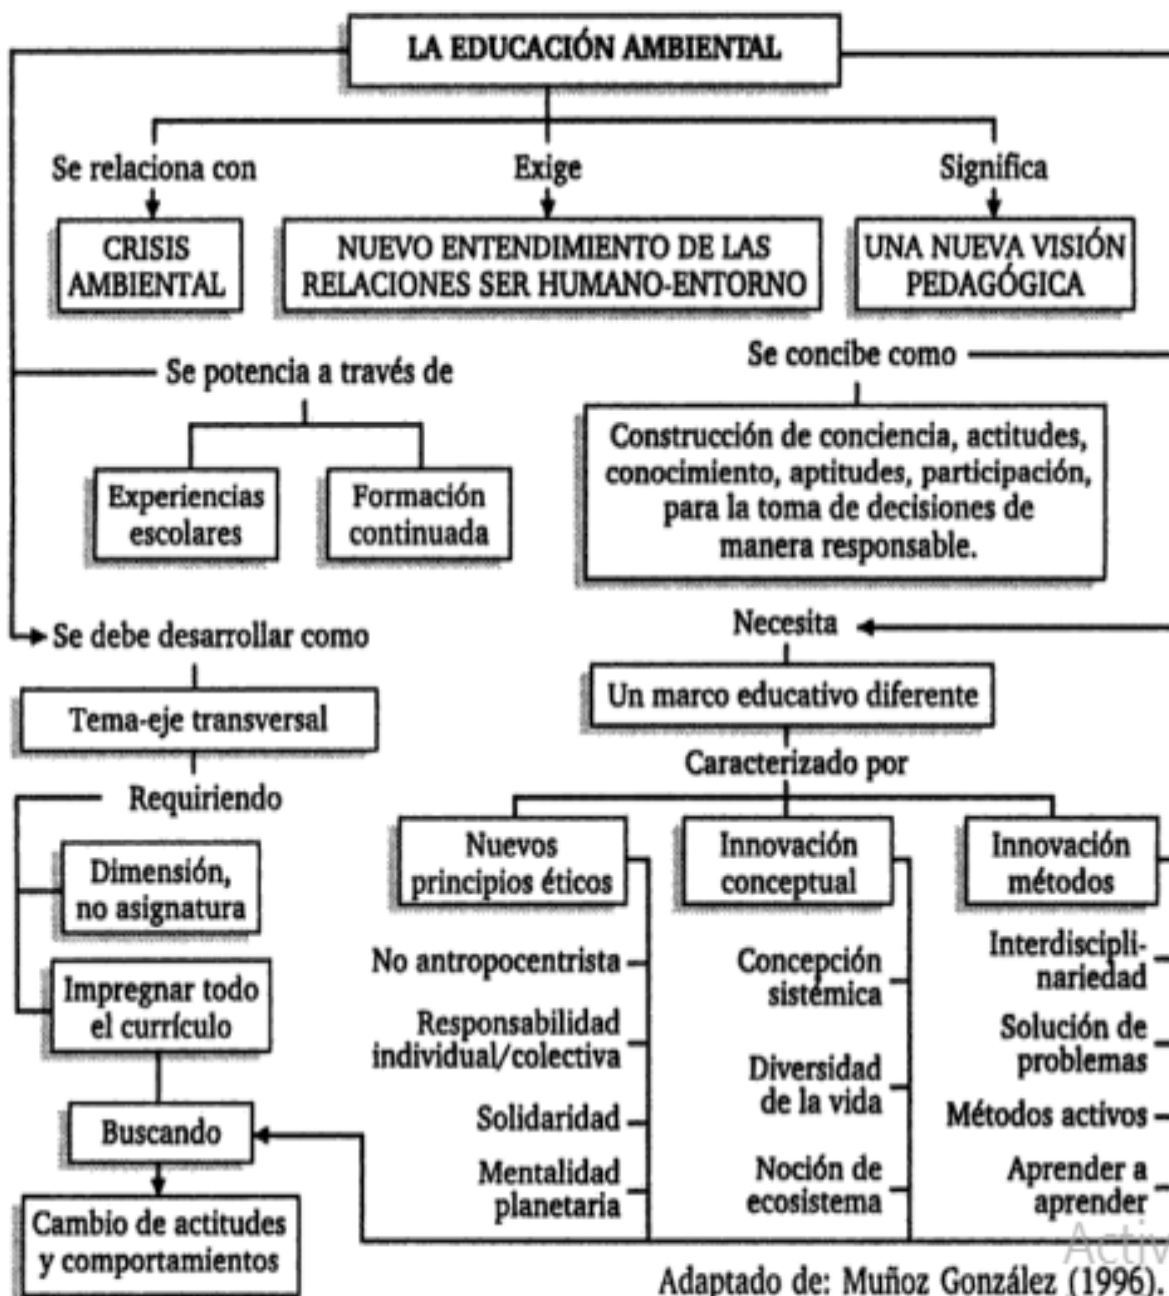 LA EDUCACIÓN AMBIENTAL
Se relaciona con
Exige
Significa
CRISIS
AMBIENTAL
NUEVO ENTENDIMIENTO DE LAS
RELACIONES SER HUMANO-ENTORNO
UNA NUEVA VISIÓN
PEDAGÓGICA
Se potencia a través de
Se concibe como
Experiencias
escolares
Formación
continuada
Construcción de conciencia, actitudes,
conocimiento, aptitudes, participación,
para la toma de decisiones de
manera responsable.
Se debe desarrollar como
Necesita
Tema-eje transversal
Un marco educativo diferente
Requiriendo
Caracterizado por
Dimensión,
no asignatura
Impregnar todo
el currículo
Buscando
Cambio de actitudes
y comportamientos
Nuevos
principios éticos
No antropocentrista
Responsabilidad
individual/colectiva
Solidaridad
Mentalidad
planetaria
Innovación
conceptual
Concepción
sistémica
Diversidad
de la vida
Noción de
ecosistema
Innovación
métodos
Interdiscipli-
nariedad
Solución de
problemas
Métodos activos
Aprender a
aprender
Activ
Adaptado de: Muñoz González (1996).